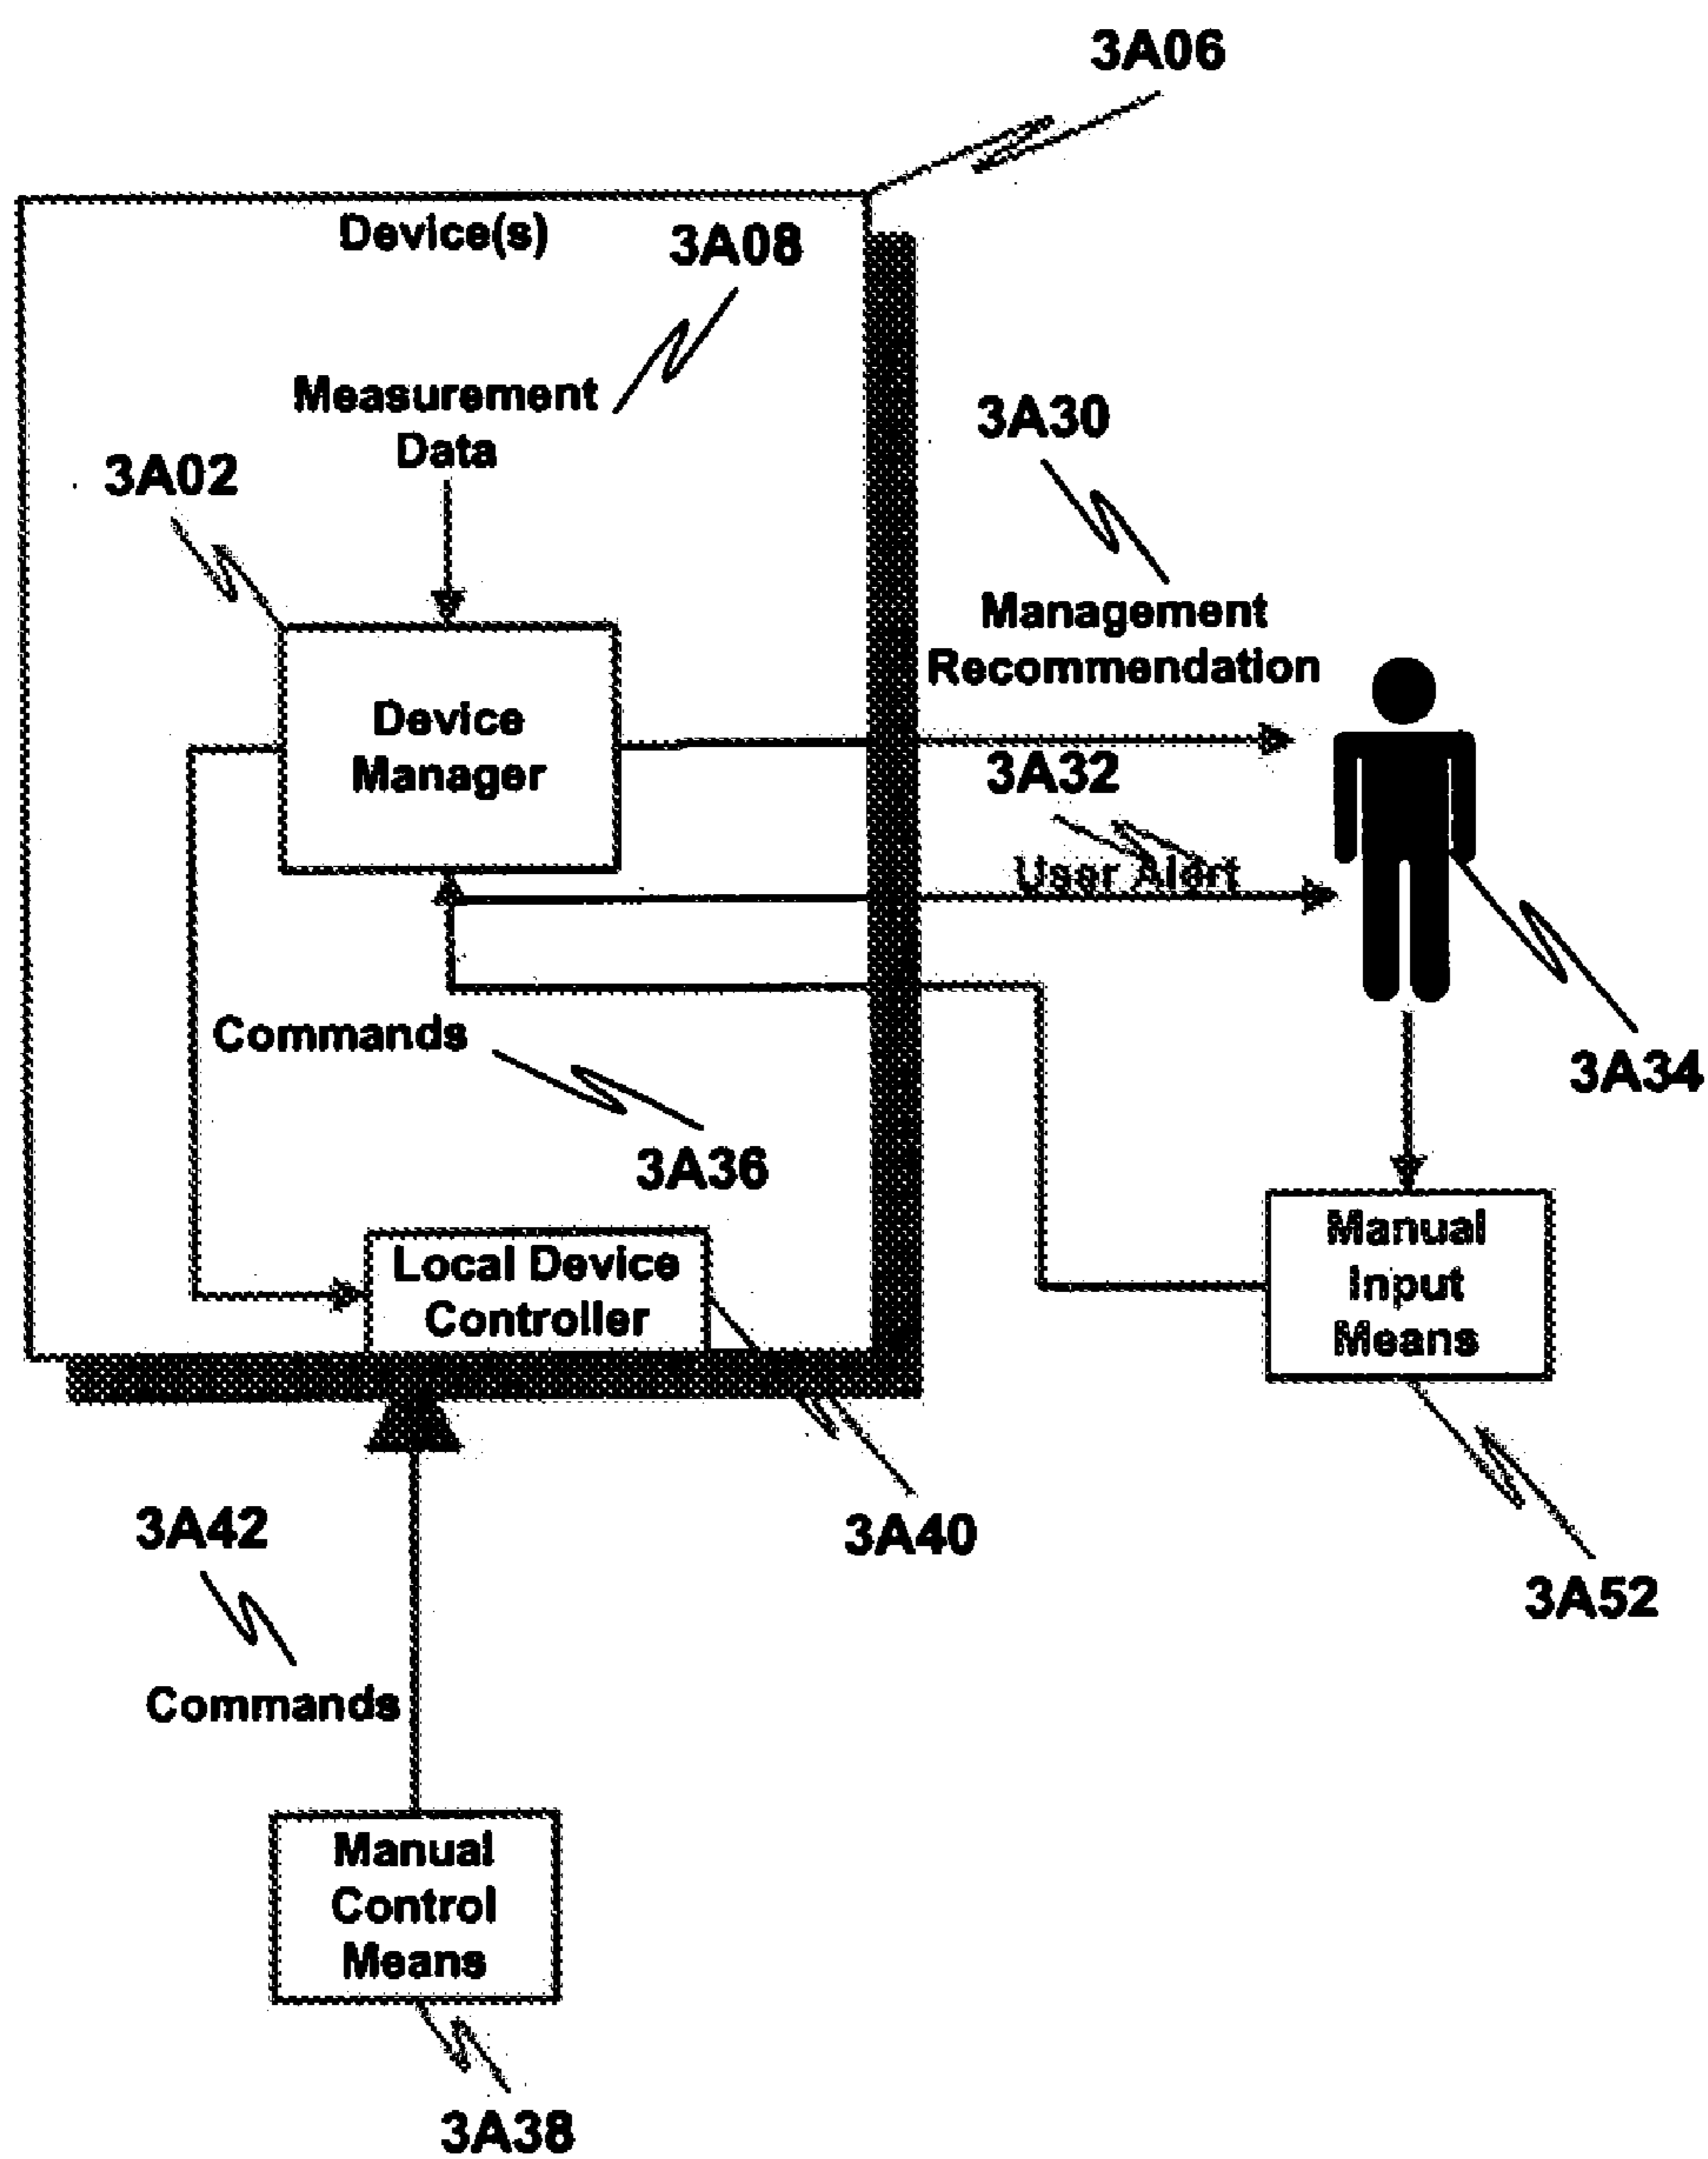 3A06
Device(s)
3A08
Measurement
Data
3A02
3A30
Management
Recommendation
Device
Manager
3A32
User Alert
Commands
3A36
3A34
Local Device
Controller
Manual
Input
Means
3A42
3A40
3A52
Commands
Manual
Control
Means
3A38